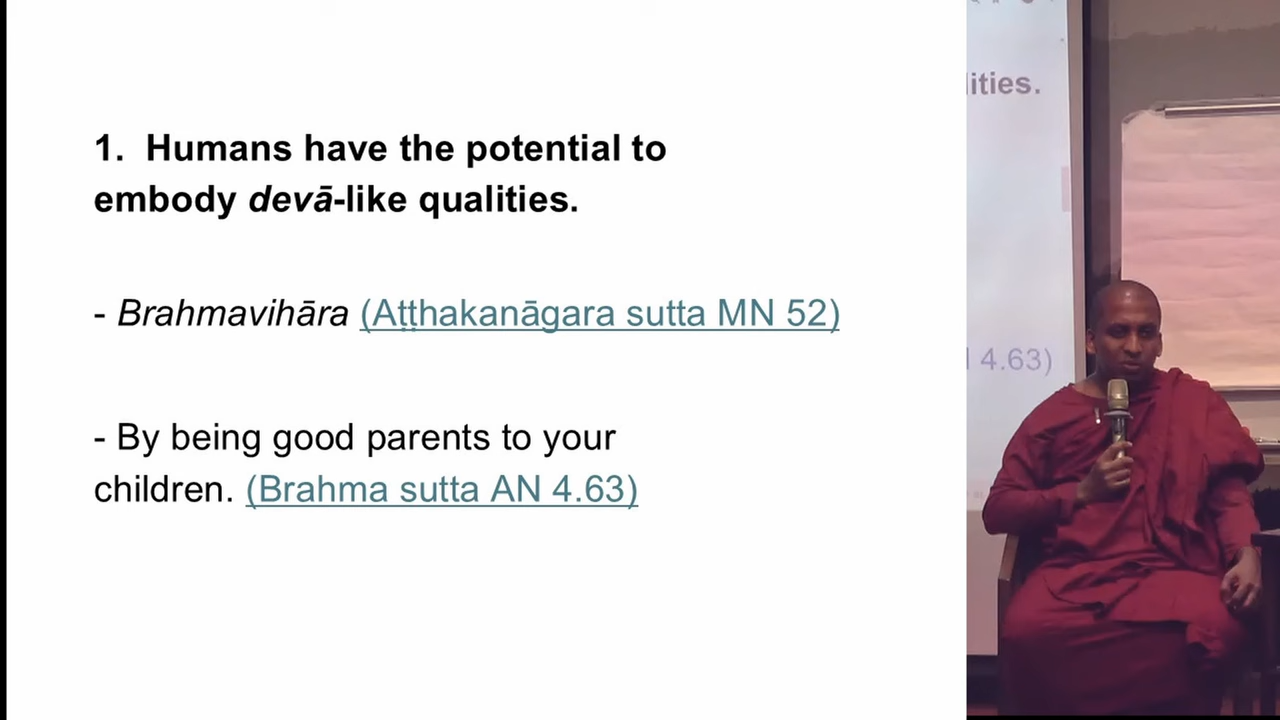 1. Humans have the potential to
embody devā-like qualities.
- Brahmavihāra (Aṭṭhakanāgara sutta MN 52)
- By being good parents to your
children. (Brahma sutta AN 4.63)
lities.
4.63)